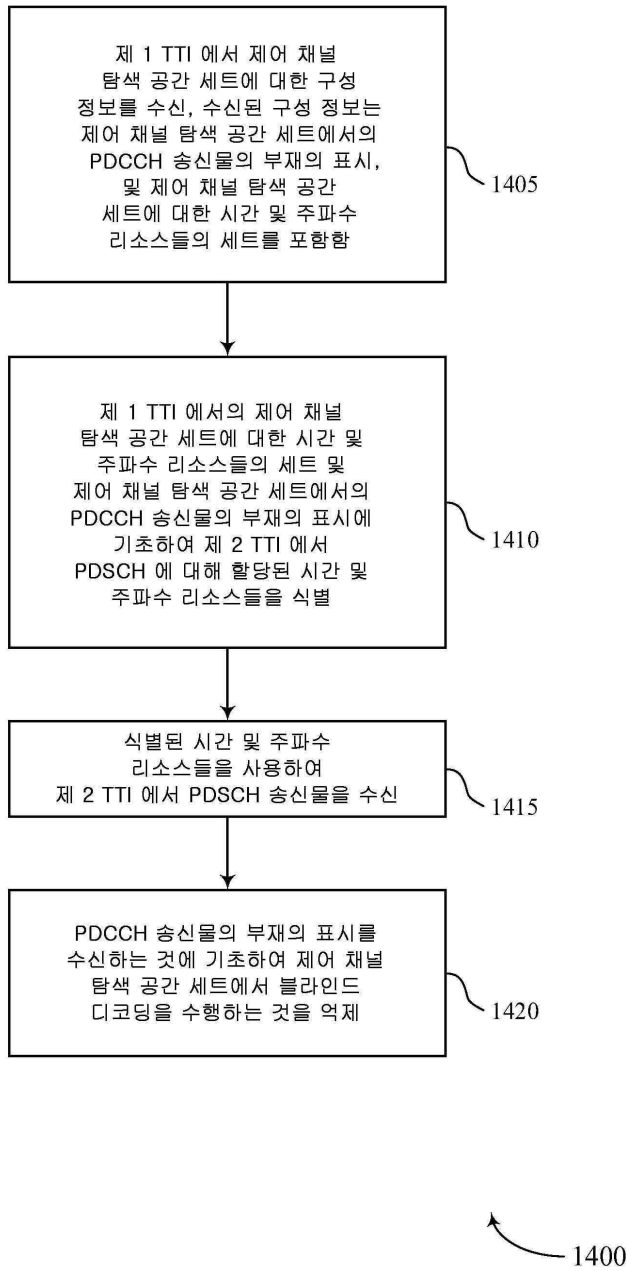 제 1 TTI 에서 제어 채널
탐색 공간 세트에 대한 구성
정보를 수신, 수신된 구성 정보는
제어 채널 탐색 공간 세트에서의
PDCCH 송신물의 부재의 표시,
및 제어 채널 탐색 공간
세트에 대한 시간 및 주파수
리소스들의 세트를 포함함
1405
제 1 TTI 에서의 제어 채널
탐색 공간 세트에 대한 시간 및
주파수 리소스들의 세트 및
제어 채널 탐색 공간 세트에서의
PDCCH 송신물의 부재의 표시에
기초하여 제 2 TTI 에서
PDSCH 에 대해 할당된 시간 및
주파수 리소스들을 식별
1410
식별된 시간 및 주파수
리소스들을 사용하여
제 2 TTI 에서 PDSCH 송신물을 수신
1415
PDCCH 송신물의 부재의 표시를
수신하는 것에 기초하여 제어 채널
탐색 공간 세트에서 블라인드
디코딩을 수행하는 것을 억제
1420
1400